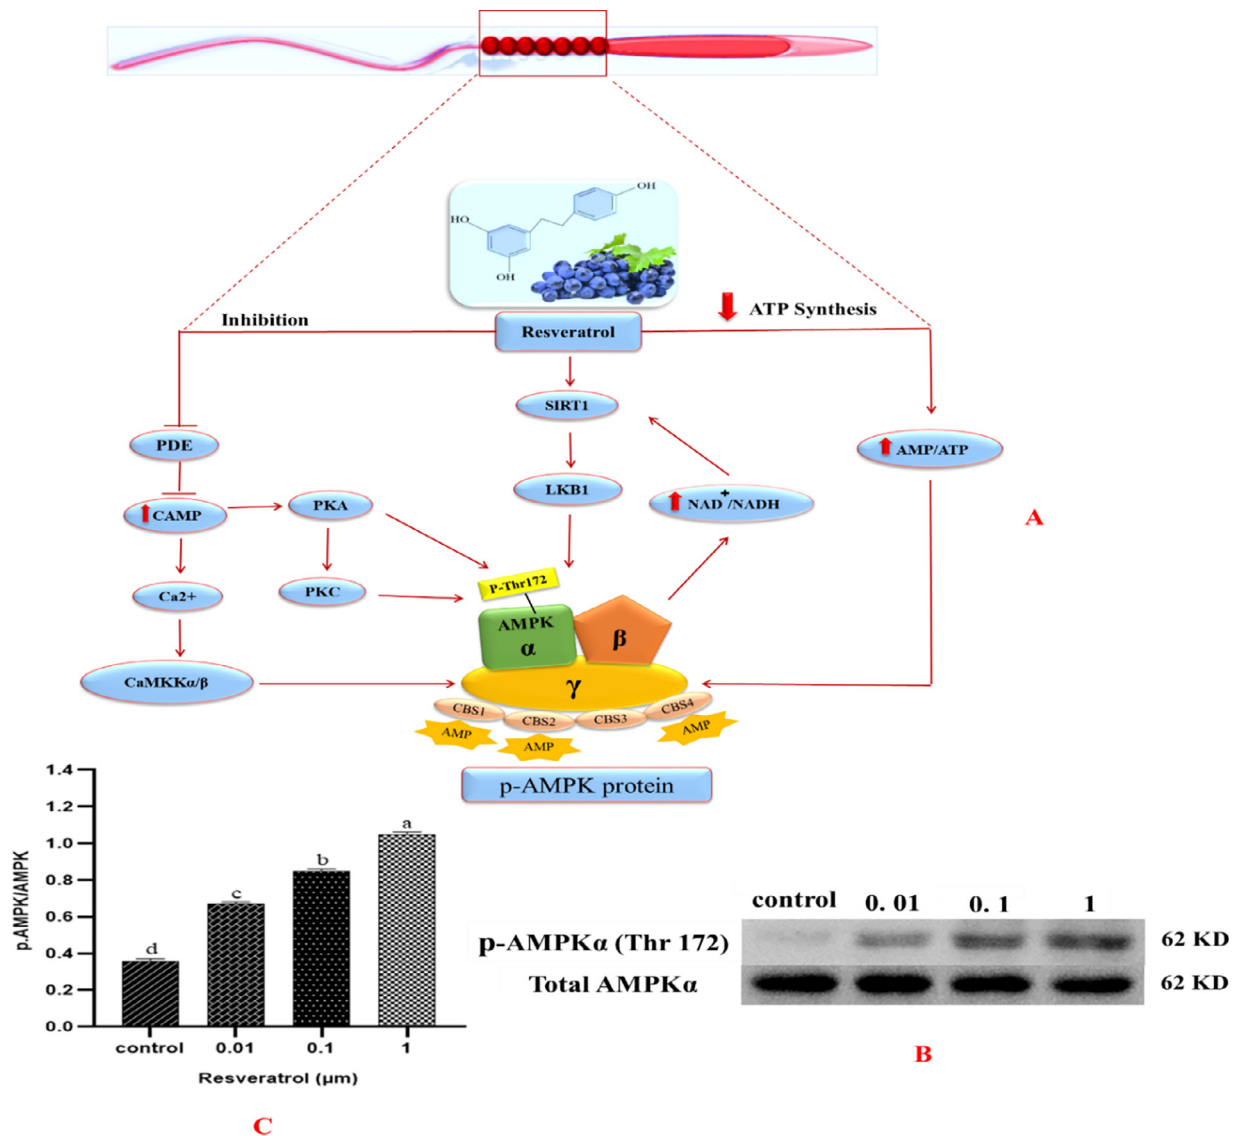 OH
HO
OH
Inhibition
Resveratrol
ATP Synthesis
SIRT1
PDE
AMP/ATP
LKB1
NAD+/NADH
CAMP
PKA
A
P-Thr172
Ca2+
PKC
AMPK
α
β
CaMKKα/β
γ
CBS1
CBS2
CBS3
CBS4
AMP
AMP
AMP
p-AMPK protein
1.4
1.2
1.0
0.8
0.6
0.4
0.2
0.0
p.AMPK/AMPK
d
c
b
a
control
0.01
0.1
1
Resveratrol (μm)
C
control 0. 01 0. 1 1
p-AMPKα (Thr 172) 62 KD
Total AMPKα 62 KD
B